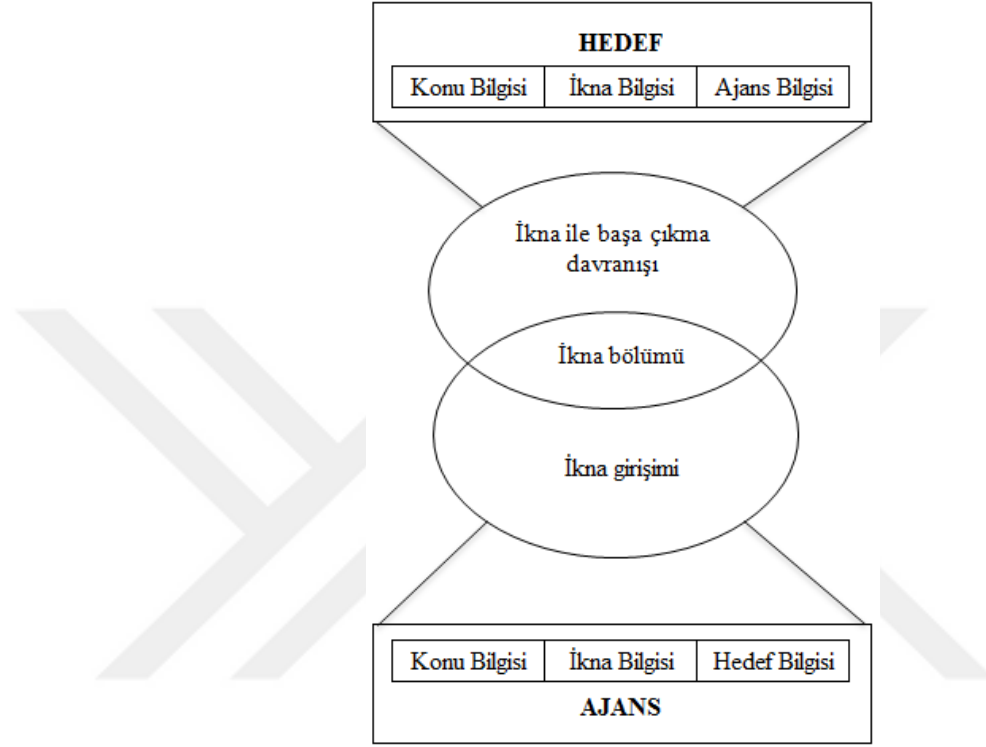 HEDEF
Konu Bilgisi İkna Bilgisi Ajans Bilgisi
İkna ile başa çıkma
davranışı
İkna bölümü
İkna girişimi
Konu Bilgisi İkna Bilgisi Hedef Bilgisi
AJANS